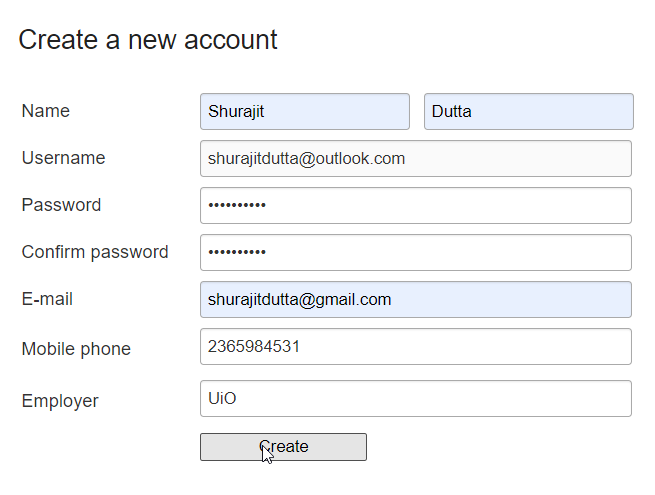 Create a new account
Name Shurajit Dutta
Username shurajitdutta@outlook.com
Password ••••••••••
Confirm password ••••••••••
E-mail shurajitdutta@gmail.com
Mobile phone 2365984531
Employer UiO
Create